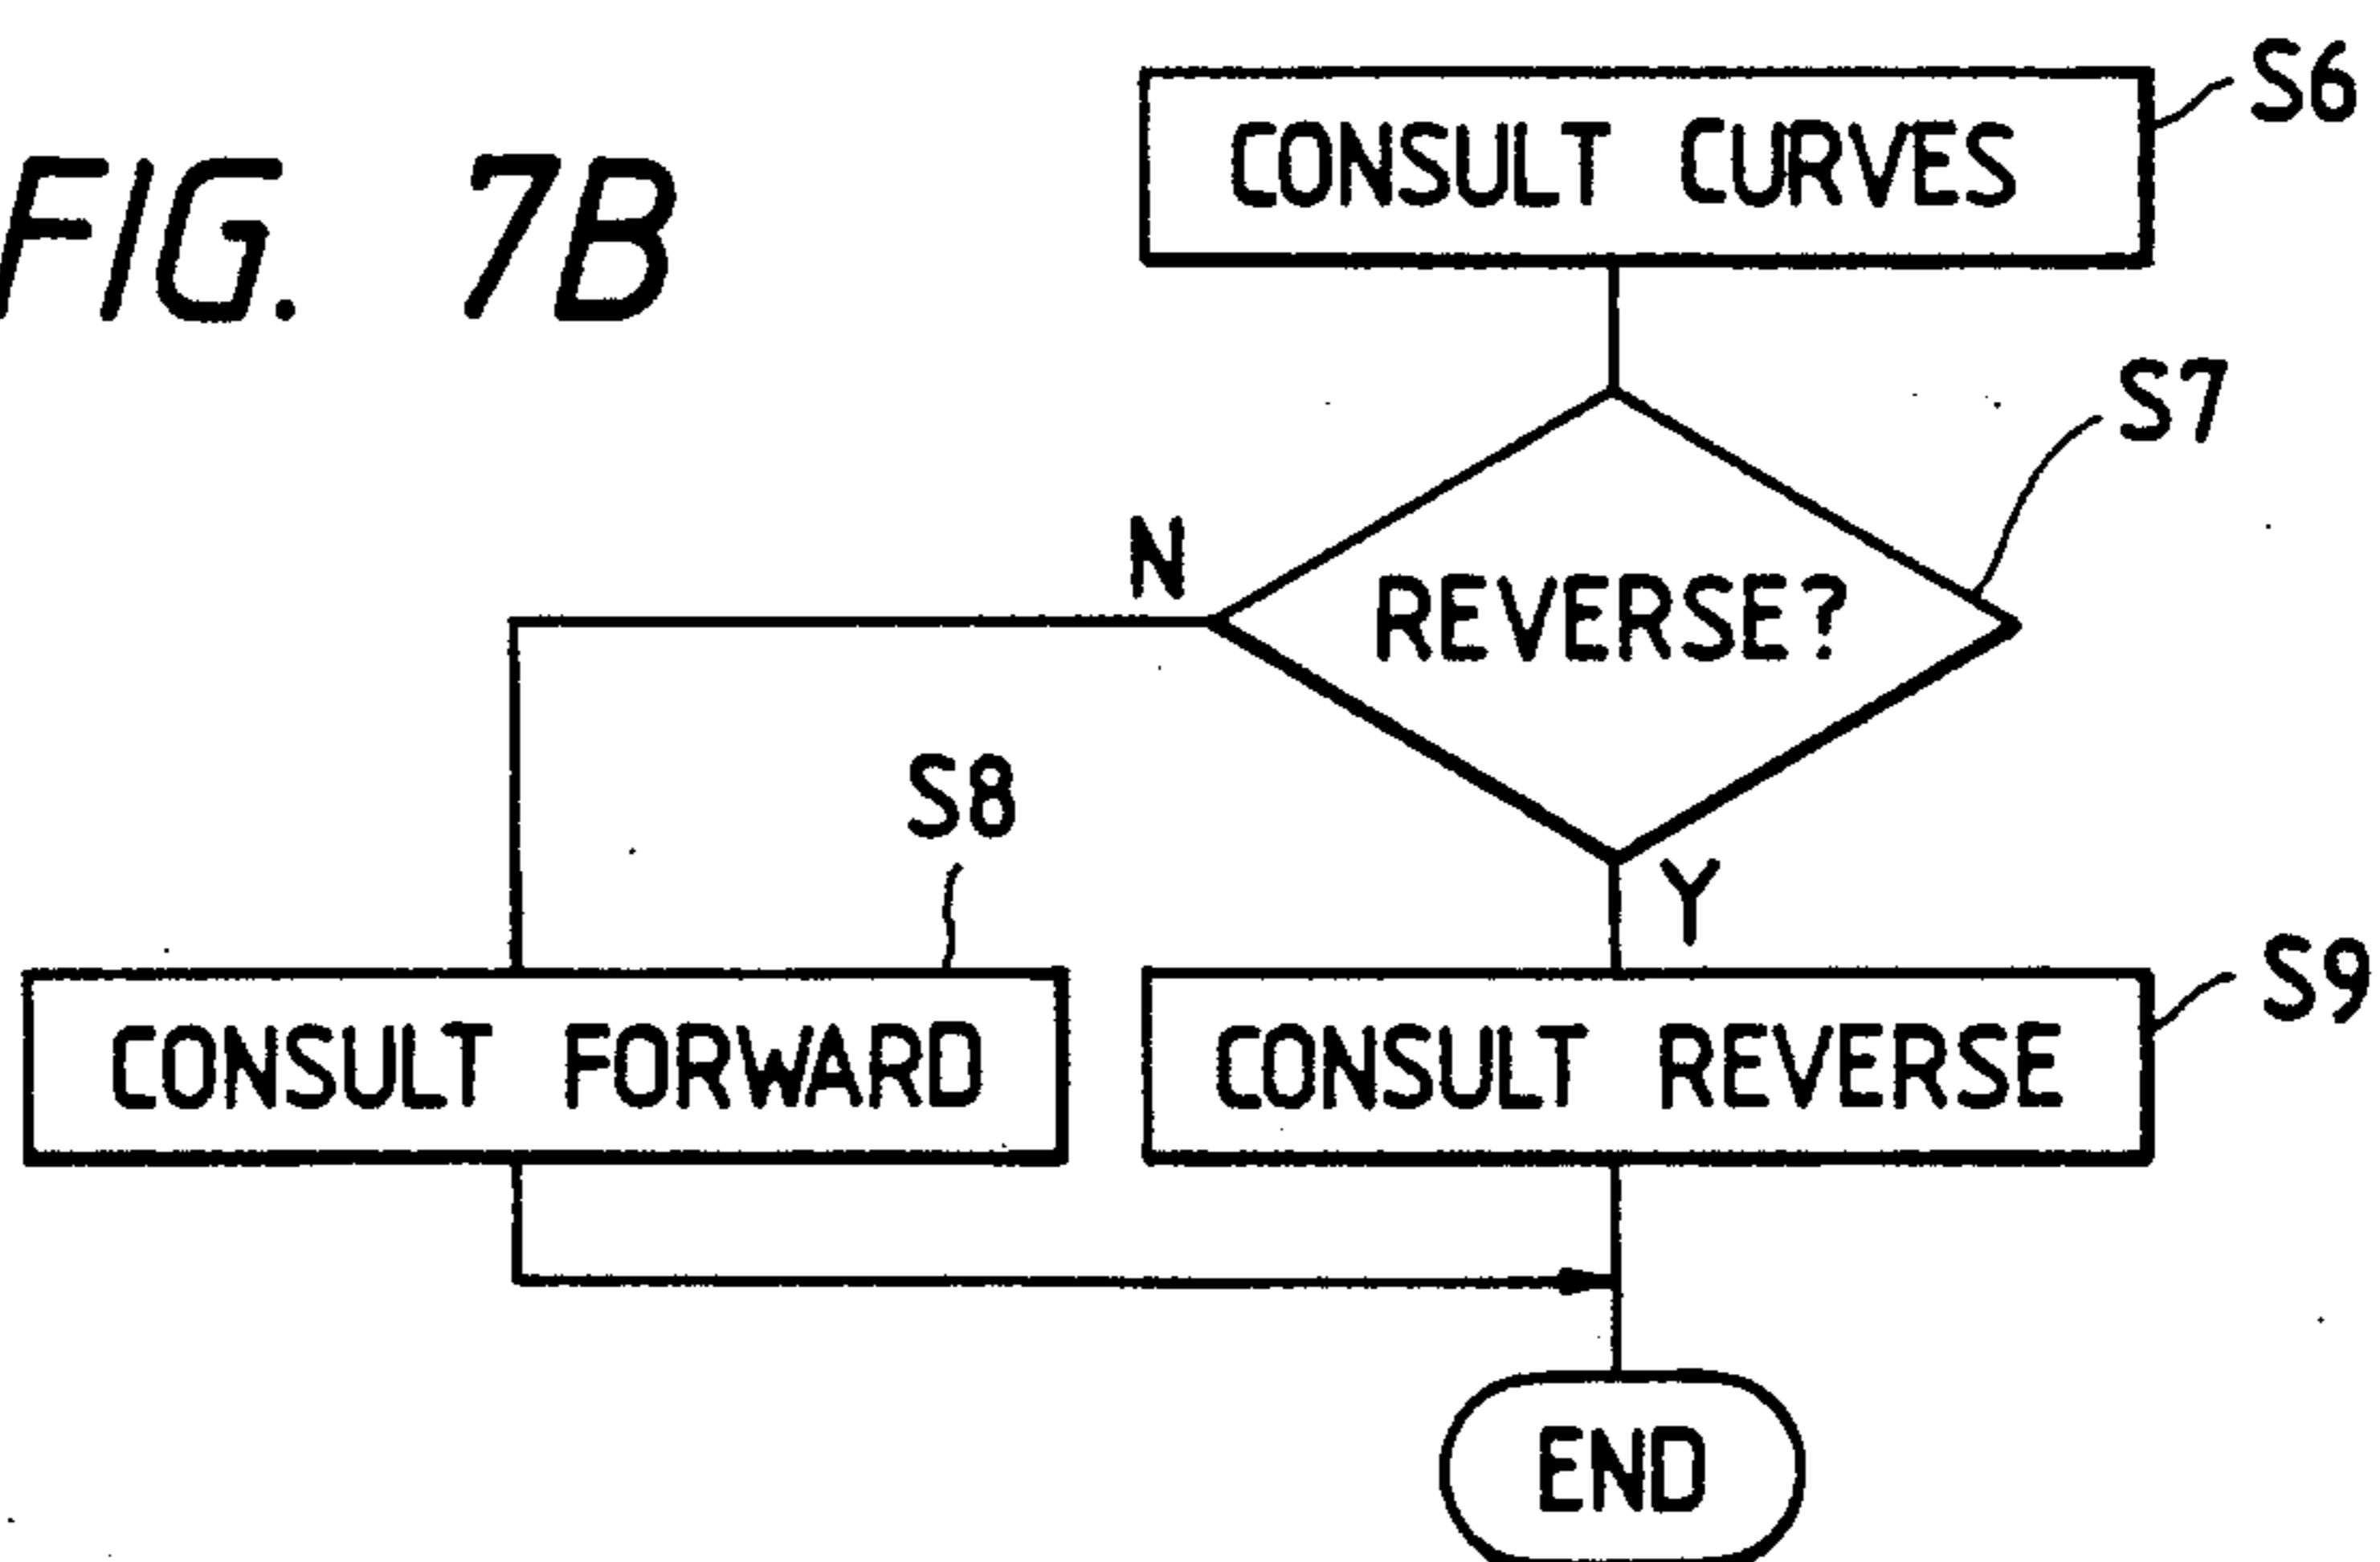 FIG. 7B
CONSULT CURVES
S6
S7
REVERSE?
N
Y
S8
CONSULT FORWARD
CONSULT REVERSE
S9
END